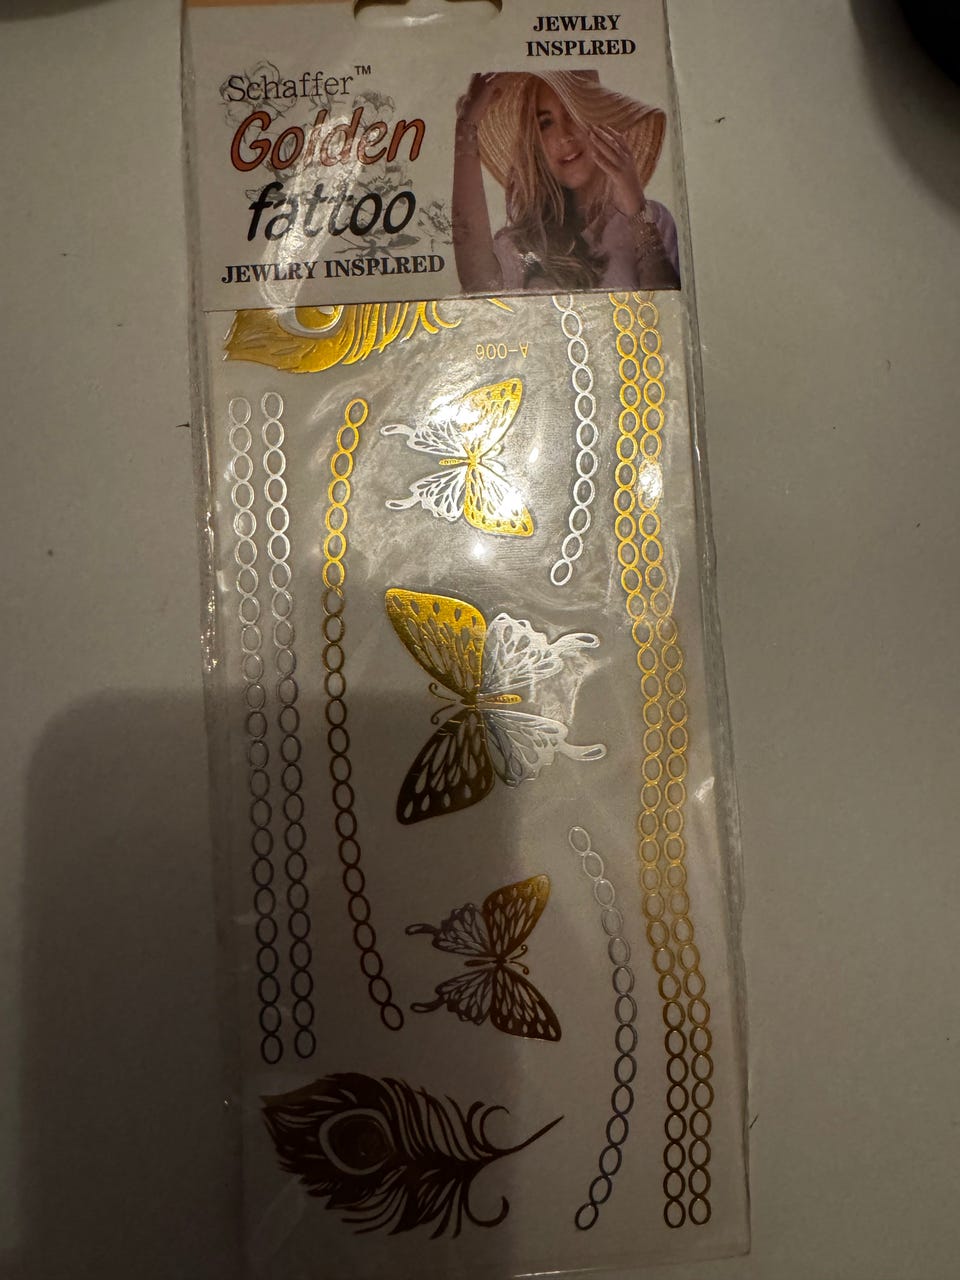 JEWLRY
INSPLRED
Schaffer™
Golden
fattoo
JEWLRY INSPLRED
A-006